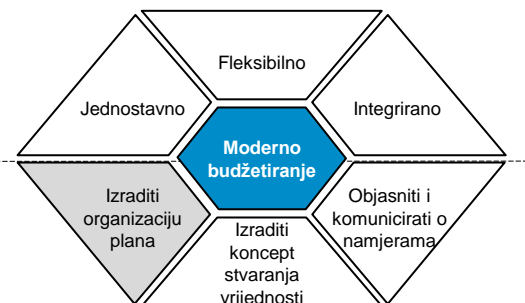 Fleksibilno
Jednostavno
Integrirano
Moderno
budžetiranje
Izraditi
organizaciju
plana
Objasniti i
komunicirati o
namjerama
Izraditi
koncept
stvaranja
vrijednosti